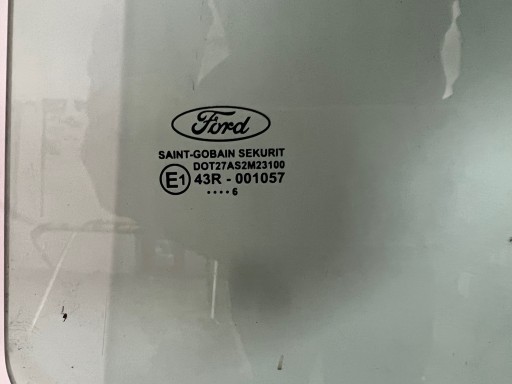 Ford
SAINT-GOBAIN SEKURIT
DOT27AS2M23100
E1 43R - 001057
•••• 6